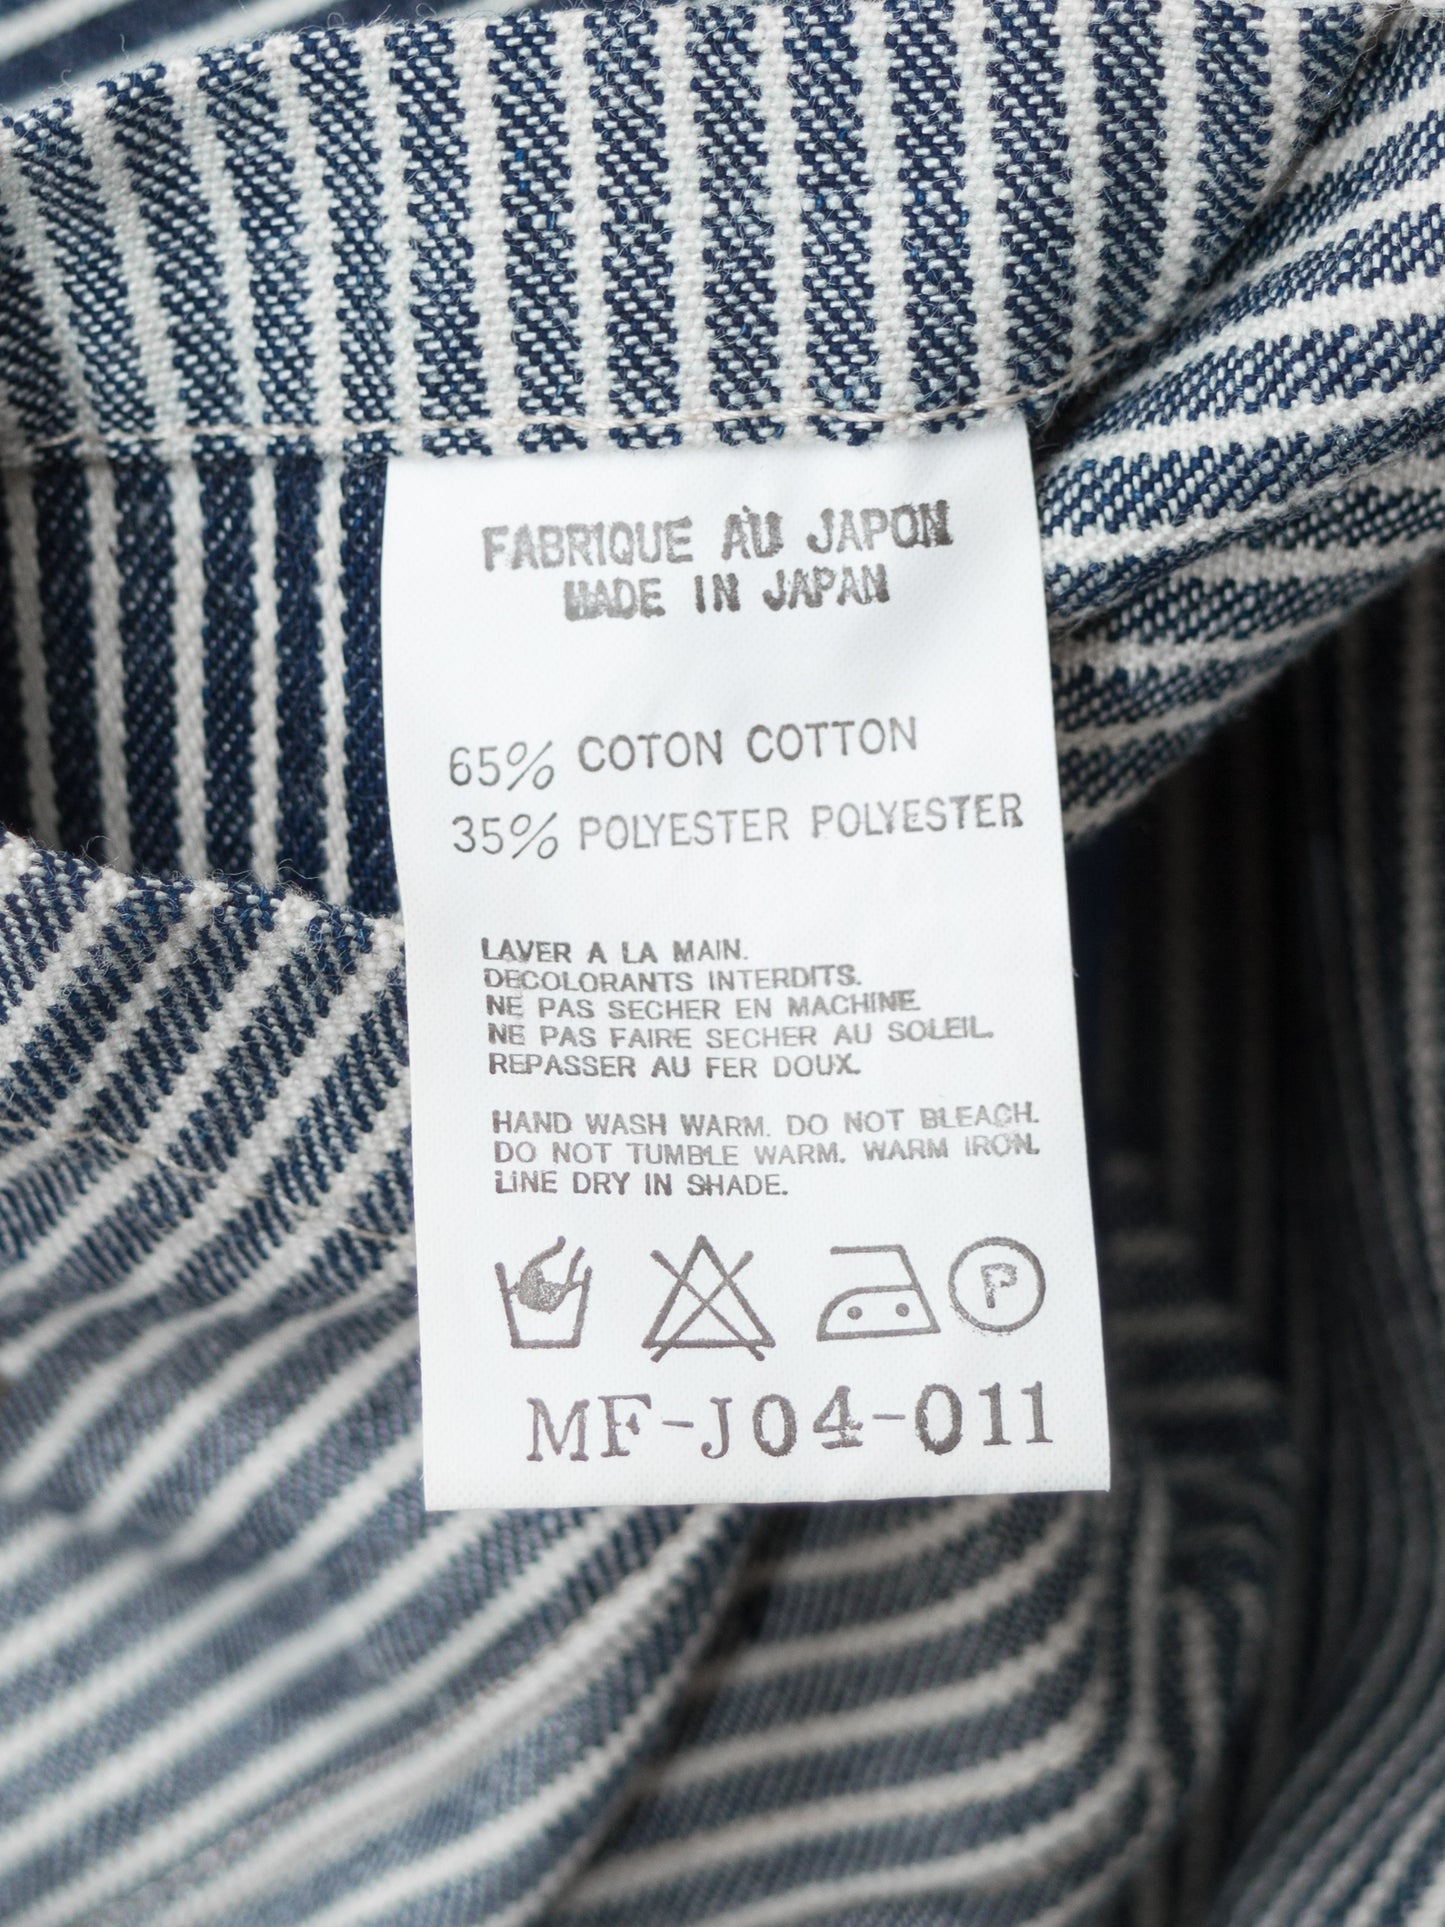 FABRIQUE AU JAPON
MADE IN JAPAN
65% COTON COTTON
35% POLYESTER POLYESTER
LAVER A LA MAIN.
DECOLORANTS INTERDITS.
NE PAS SECHER EN MACHINE.
NE PAS FAIRE SECHER AU SOLEIL.
REPASSER AU FER DOUX.
HAND WASH WARM. DO NOT BLEACH.
DO NOT TUMBLE WARM. WARM IRON.
LINE DRY IN SHADE.
P
MF-J04-011